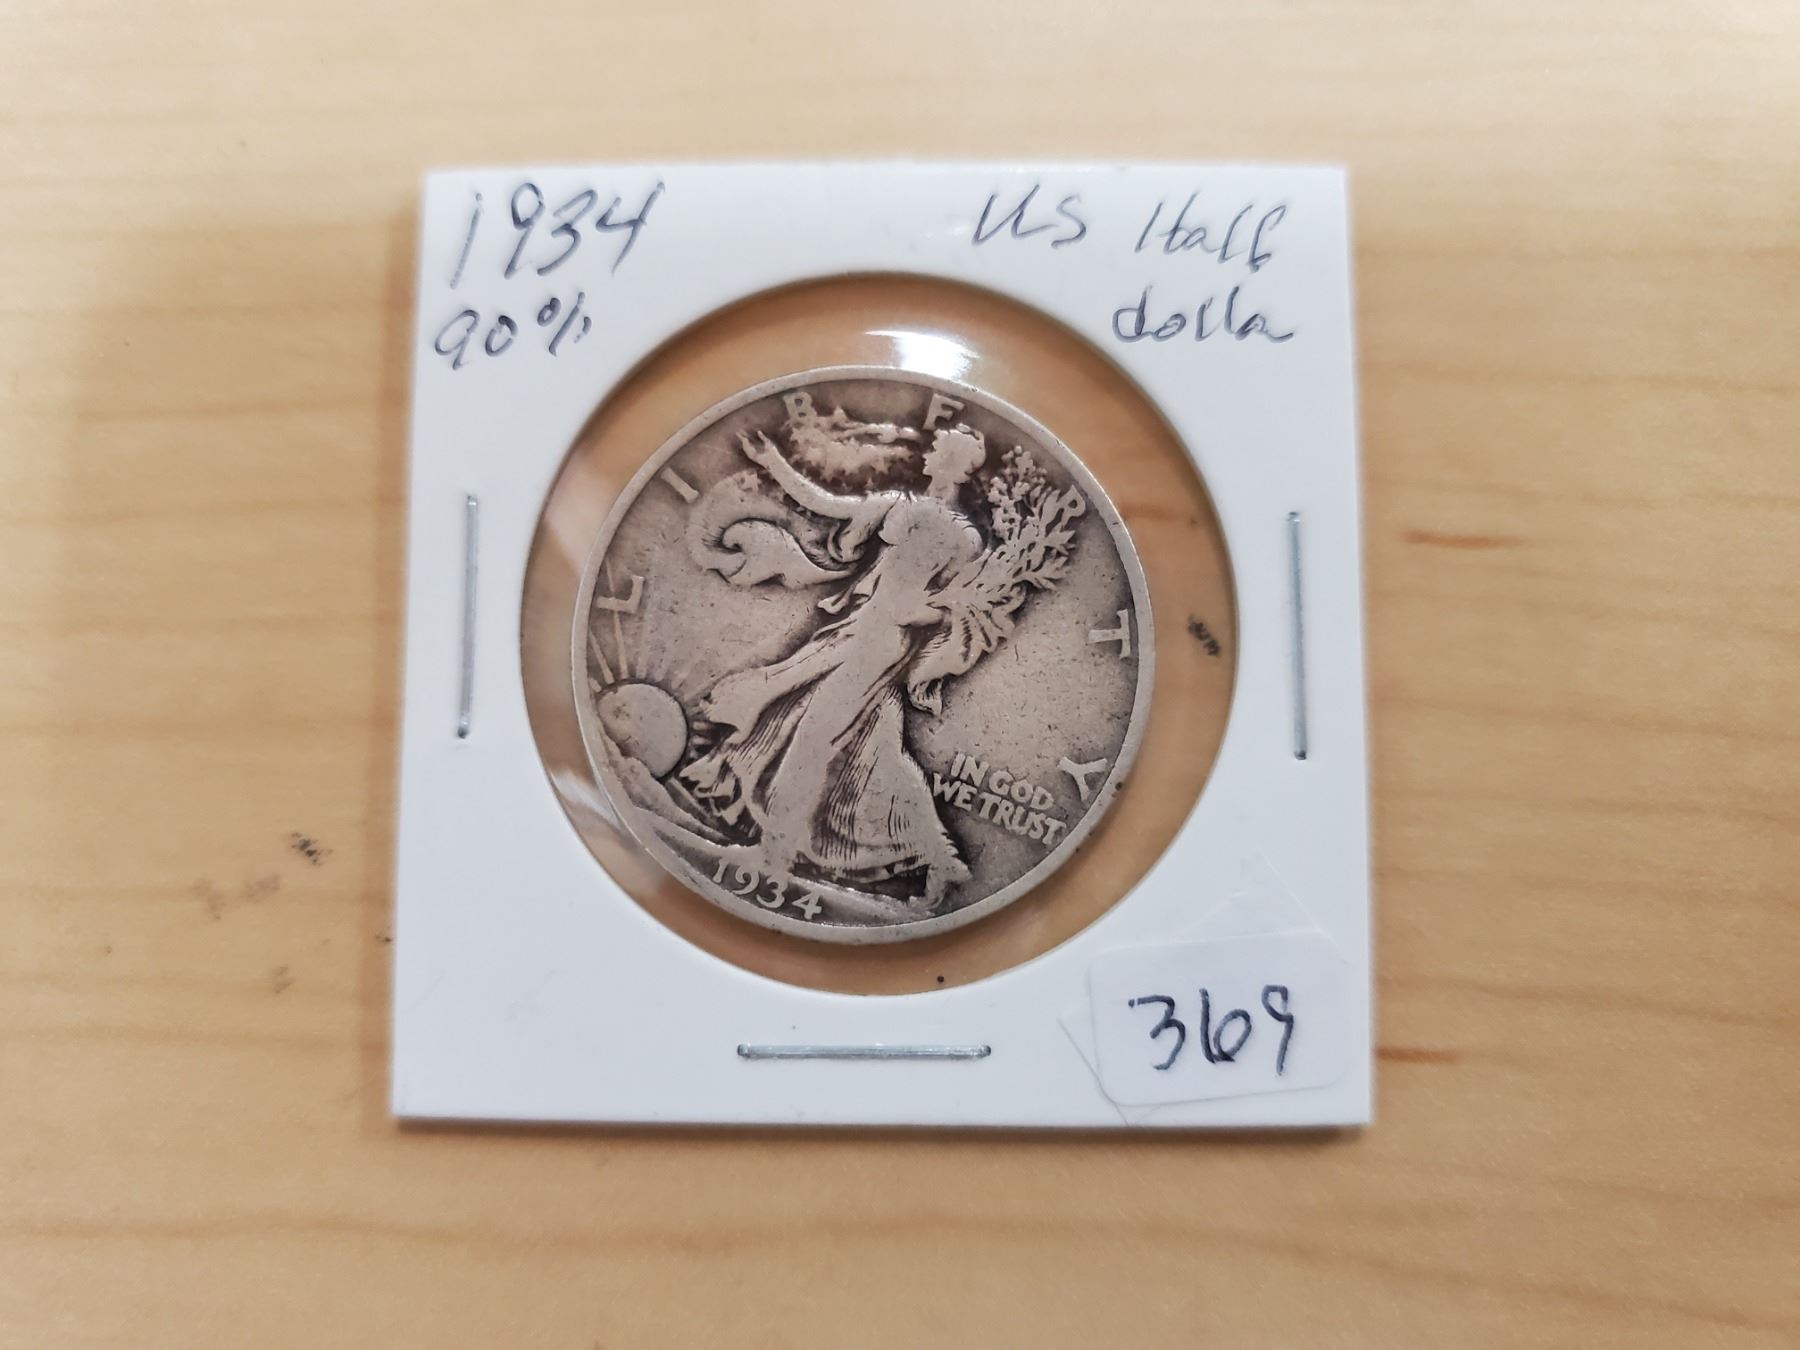 1934
90%
US Half
dolla
LIBERTY
IN GOD
WE TRUST
1934
369